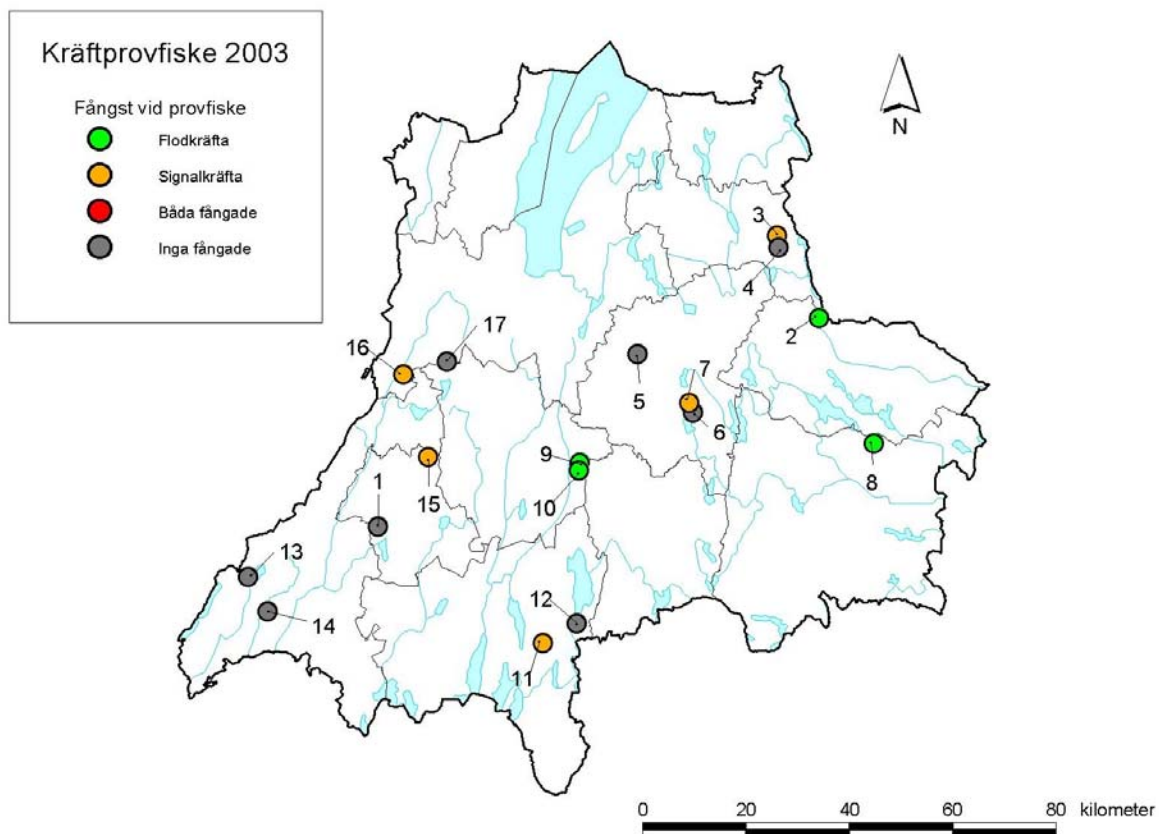 Kräftprovfiske 2003
Fångst vid provfiske
Flodkräfta
Signalkräfta
Båda fångade
Inga fångade
N
3
4
2
17
16
7
5
6
9
8
10
15
1
13
12
14
11
0 20 40 60 80 kilometer